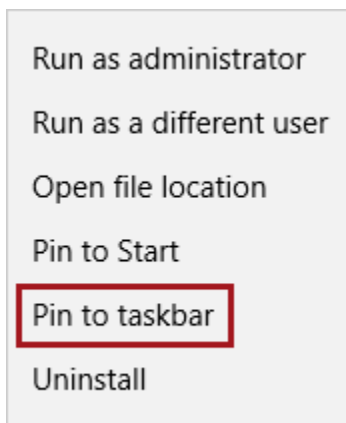 Run as administrator
Run as a different user
Open file location
Pin to Start
Pin to taskbar
Uninstall